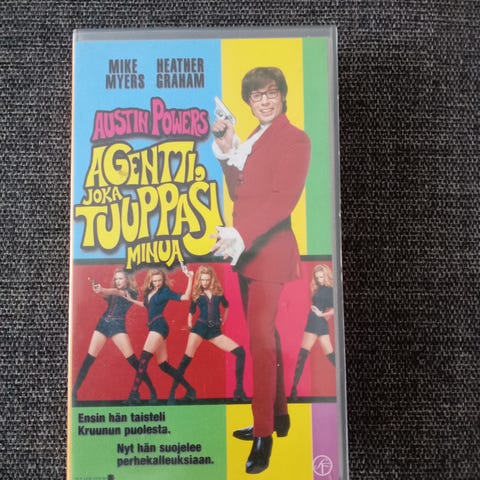 MIKE MYERS
HEATHER GRAHAM
AUSTIN POWERS
AGENTTI,
JOKA
TUUPPASI
MINUA
Ensin hän taisteli
Kruunun puolesta.
Nyt hän suojelee
perhekalleuksiaan.